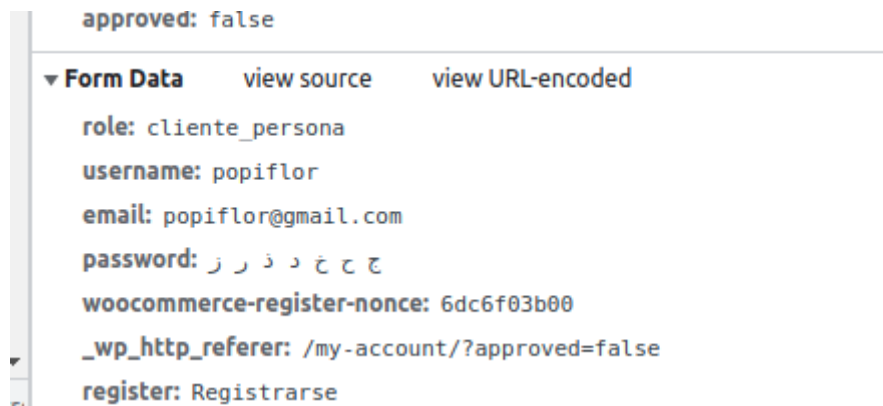 approved: false
Form Data view source view URL-encoded
role: cliente_persona
username: popiflor
email: popiflor@gmail.com
password: ج ح خ د ذ ر ز
woocommerce-register-nonce: 6dc6f03b00
_wp_http_referer: /my-account/?approved=false
register: Registrarse